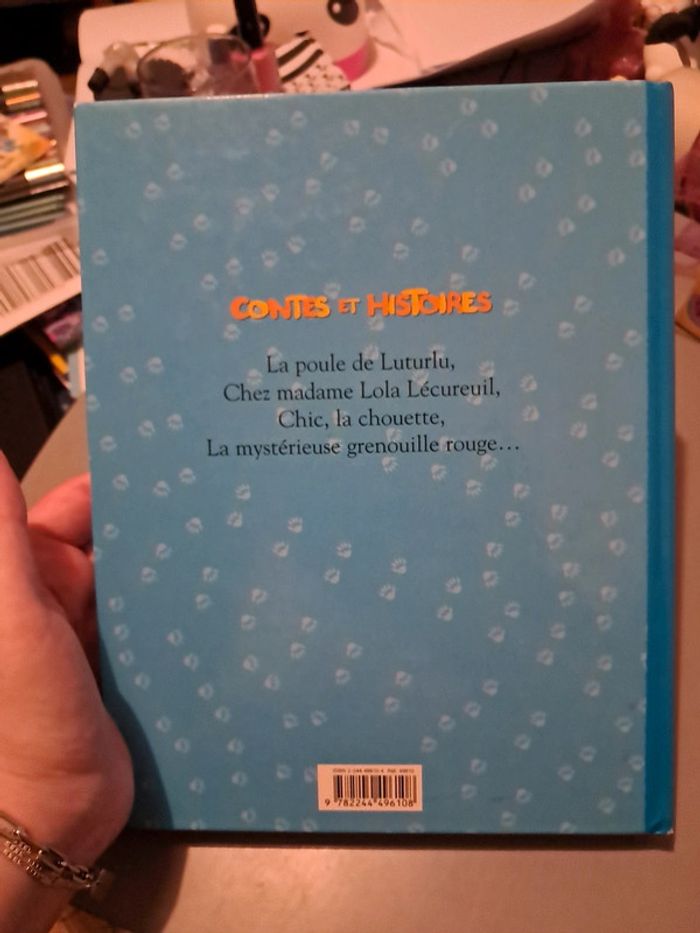 CONTES ET HISTOIRES
La poule de Luturlu,
Chez madame Lola Lécureuil,
Chic, la chouette,
La mystérieuse grenouille rouge...
9 782244 496108